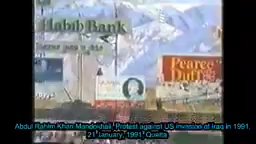 Habib Bank
Pearce
Duff's
Abdul Rahim Khan Mandokhail, Protest against US invasion of Iraq in 1991,
21 January, 1991, Quetta